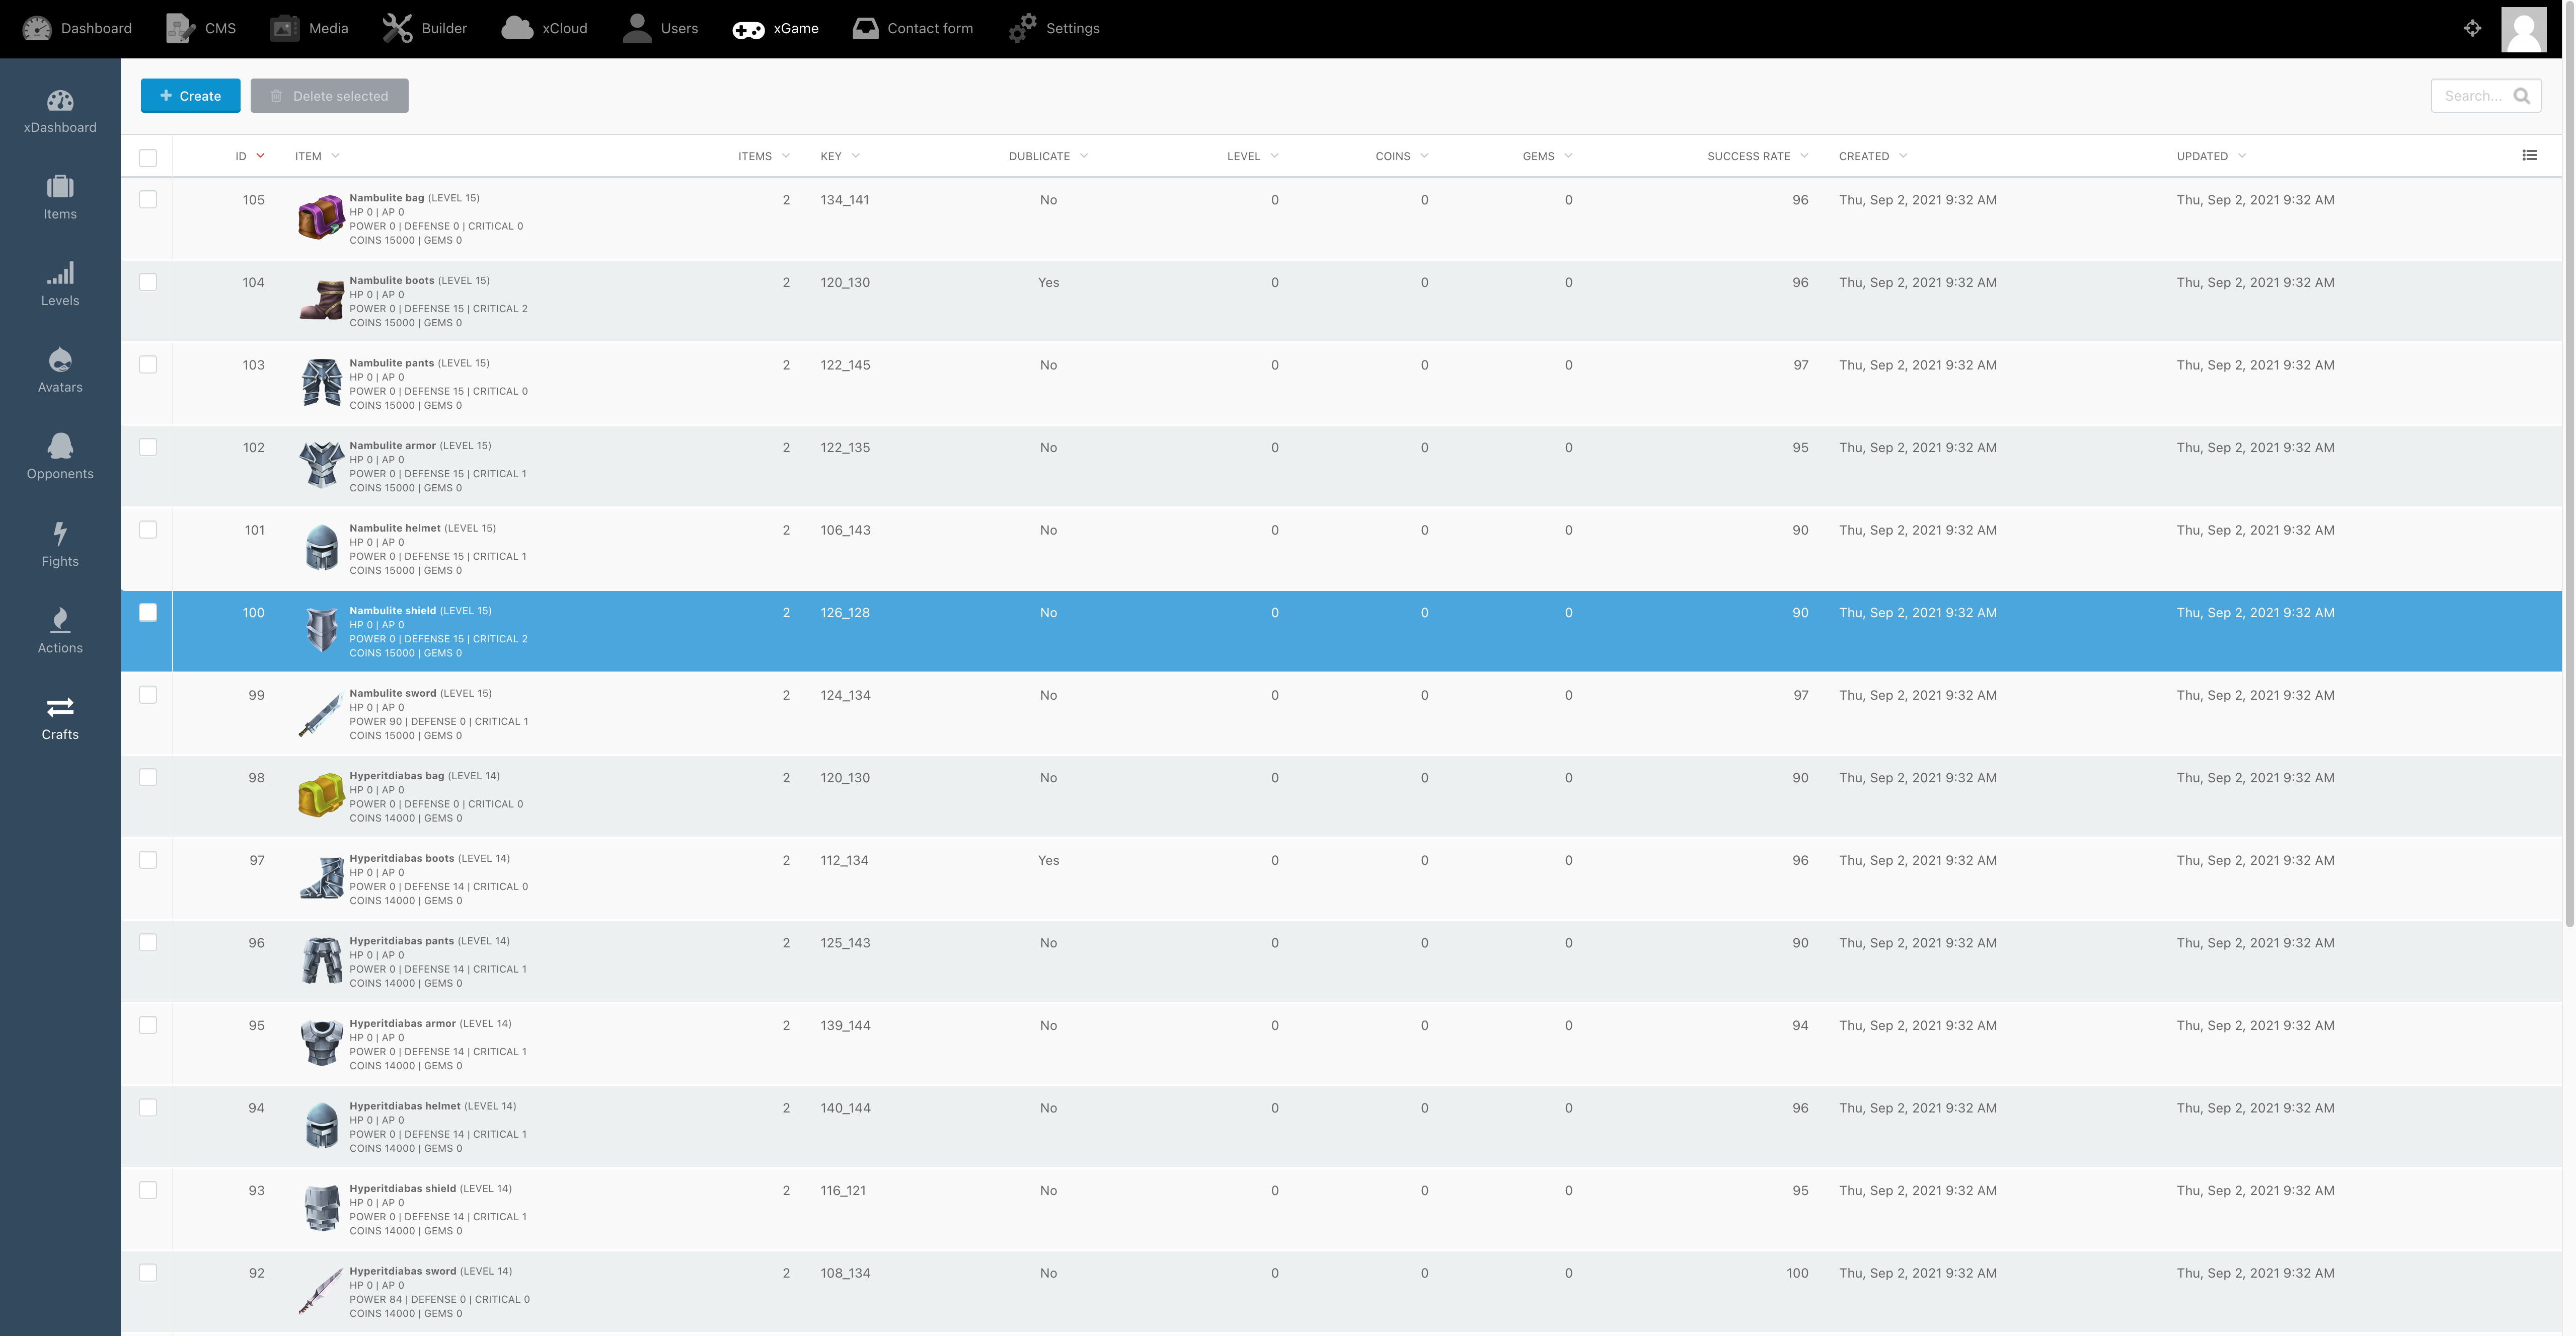 Dashboard CMS Media Builder xCloud Users xGame Contact form Settings
xDashboard
Items
Levels
Avatars
Opponents
Fights
Actions
Crafts
Create Delete selected Search...
ID ITEM ITEMS KEY DUBLICATE LEVEL COINS GEMS SUCCESS RATE CREATED UPDATED
105 Nambulite bag (LEVEL 15) 2 134_141 No 0 0 0 96 Thu, Sep 2, 2021 9:32 AM Thu, Sep 2, 2021 9:32 AM
HP 0 | AP 0
POWER 0 | DEFENSE 0 | CRITICAL 0
COINS 15000 | GEMS 0
104 Nambulite boots (LEVEL 15) 2 120_130 Yes 0 0 0 96 Thu, Sep 2, 2021 9:32 AM Thu, Sep 2, 2021 9:32 AM
HP 0 | AP 0
POWER 0 | DEFENSE 15 | CRITICAL 2
COINS 15000 | GEMS 0
103 Nambulite pants (LEVEL 15) 2 122_145 No 0 0 0 97 Thu, Sep 2, 2021 9:32 AM Thu, Sep 2, 2021 9:32 AM
HP 0 | AP 0
POWER 0 | DEFENSE 15 | CRITICAL 0
COINS 15000 | GEMS 0
102 Nambulite armor (LEVEL 15) 2 122_135 No 0 0 0 95 Thu, Sep 2, 2021 9:32 AM Thu, Sep 2, 2021 9:32 AM
HP 0 | AP 0
POWER 0 | DEFENSE 15 | CRITICAL 1
COINS 15000 | GEMS 0
101 Nambulite helmet (LEVEL 15) 2 106_143 No 0 0 0 90 Thu, Sep 2, 2021 9:32 AM Thu, Sep 2, 2021 9:32 AM
HP 0 | AP 0
POWER 0 | DEFENSE 15 | CRITICAL 1
COINS 15000 | GEMS 0
100 Nambulite shield (LEVEL 15) 2 126_128 No 0 0 0 90 Thu, Sep 2, 2021 9:32 AM Thu, Sep 2, 2021 9:32 AM
HP 0 | AP 0
POWER 0 | DEFENSE 15 | CRITICAL 2
COINS 15000 | GEMS 0
99 Nambulite sword (LEVEL 15) 2 124_134 No 0 0 0 97 Thu, Sep 2, 2021 9:32 AM Thu, Sep 2, 2021 9:32 AM
HP 0 | AP 0
POWER 90 | DEFENSE 0 | CRITICAL 1
COINS 15000 | GEMS 0
98 Hyperitdiabas bag (LEVEL 14) 2 120_130 No 0 0 0 90 Thu, Sep 2, 2021 9:32 AM Thu, Sep 2, 2021 9:32 AM
HP 0 | AP 0
POWER 0 | DEFENSE 0 | CRITICAL 0
COINS 14000 | GEMS 0
97 Hyperitdiabas boots (LEVEL 14) 2 112_134 Yes 0 0 0 96 Thu, Sep 2, 2021 9:32 AM Thu, Sep 2, 2021 9:32 AM
HP 0 | AP 0
POWER 0 | DEFENSE 14 | CRITICAL 0
COINS 14000 | GEMS 0
96 Hyperitdiabas pants (LEVEL 14) 2 125_143 No 0 0 0 90 Thu, Sep 2, 2021 9:32 AM Thu, Sep 2, 2021 9:32 AM
HP 0 | AP 0
POWER 0 | DEFENSE 14 | CRITICAL 1
COINS 14000 | GEMS 0
95 Hyperitdiabas armor (LEVEL 14) 2 139_144 No 0 0 0 94 Thu, Sep 2, 2021 9:32 AM Thu, Sep 2, 2021 9:32 AM
HP 0 | AP 0
POWER 0 | DEFENSE 14 | CRITICAL 1
COINS 14000 | GEMS 0
94 Hyperitdiabas helmet (LEVEL 14) 2 140_144 No 0 0 0 96 Thu, Sep 2, 2021 9:32 AM Thu, Sep 2, 2021 9:32 AM
HP 0 | AP 0
POWER 0 | DEFENSE 14 | CRITICAL 1
COINS 14000 | GEMS 0
93 Hyperitdiabas shield (LEVEL 14) 2 116_121 No 0 0 0 95 Thu, Sep 2, 2021 9:32 AM Thu, Sep 2, 2021 9:32 AM
HP 0 | AP 0
POWER 0 | DEFENSE 14 | CRITICAL 1
COINS 14000 | GEMS 0
92 Hyperitdiabas sword (LEVEL 14) 2 108_134 No 0 0 0 100 Thu, Sep 2, 2021 9:32 AM Thu, Sep 2, 2021 9:32 AM
HP 0 | AP 0
POWER 84 | DEFENSE 0 | CRITICAL 0
COINS 14000 | GEMS 0